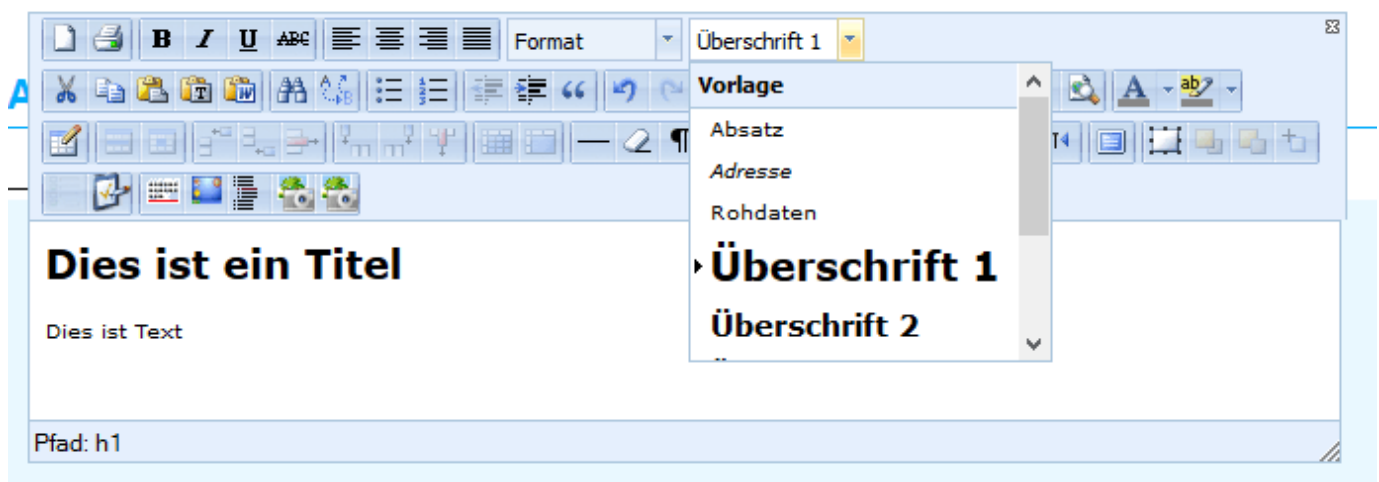 B I U ABC Format Überschrift 1
A
Vorlage
Absatz
Adresse
Rohdaten
Überschrift 1
Überschrift 2
Dies ist ein Titel
Dies ist Text
Pfad: h1